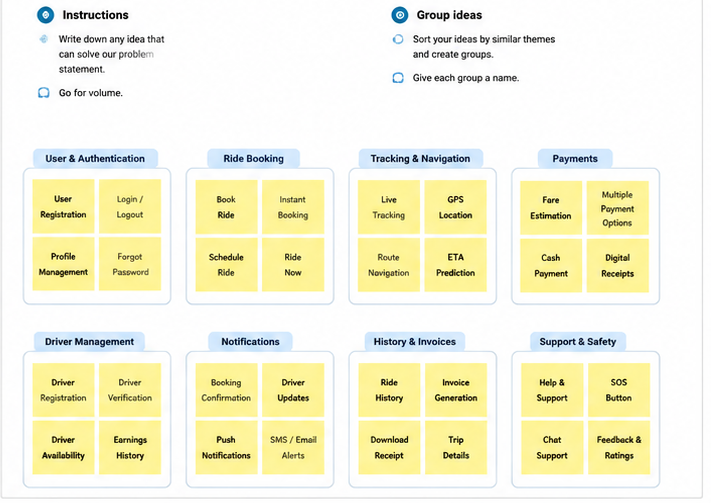 Instructions
Write down any idea that
can solve our problem
statement.
Go for volume.
Group ideas
Sort your ideas by similar themes
and create groups.
Give each group a name.
User & Authentication
User
Registration
Login /
Logout
Profile
Management
Forgot
Password
Ride Booking
Book
Ride
Instant
Booking
Schedule
Ride
Ride
Now
Tracking & Navigation
Live
Tracking
GPS
Location
Route
Navigation
ETA
Prediction
Payments
Fare
Estimation
Multiple
Payment
Options
Cash
Payment
Digital
Receipts
Driver Management
Driver
Registration
Driver
Verification
Driver
Availability
Earnings
History
Notifications
Booking
Confirmation
Driver
Updates
Push
Notifications
SMS / Email
Alerts
History & Invoices
Ride
History
Invoice
Generation
Download
Receipt
Trip
Details
Support & Safety
Help &
Support
SOS
Button
Chat
Support
Feedback &
Ratings